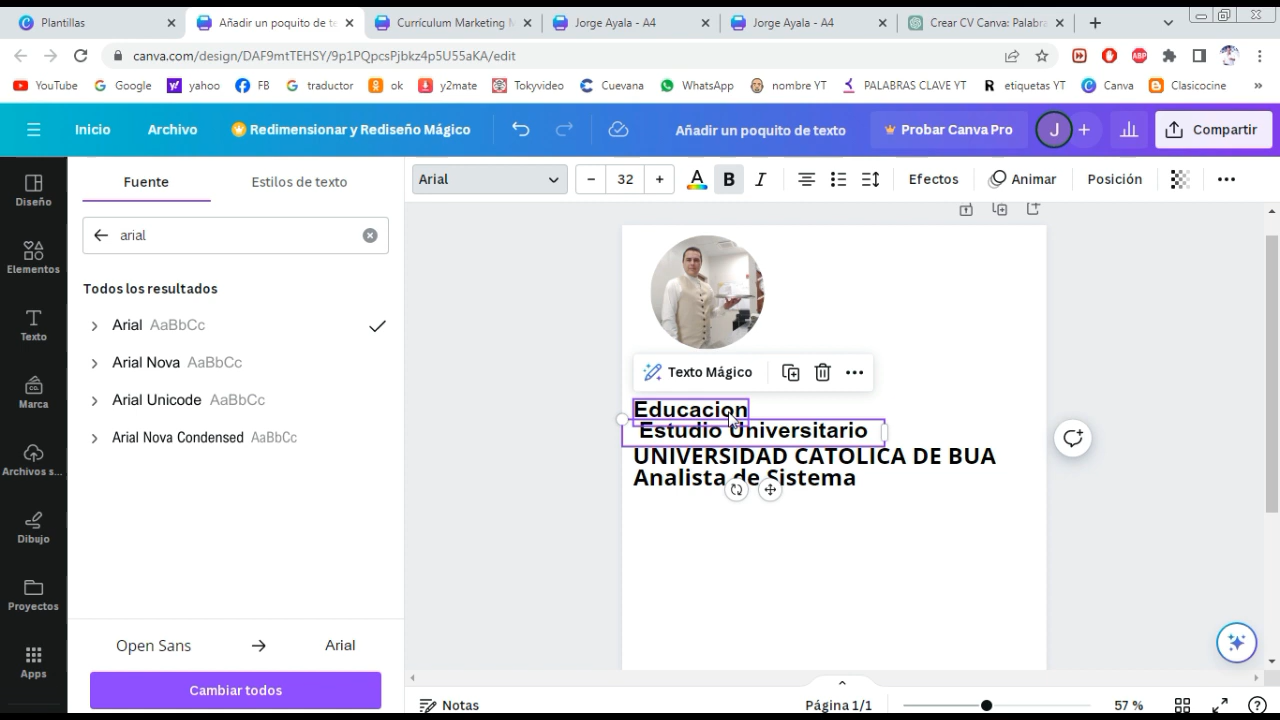 Plantillas
Añadir un poquito de te
Currículum Marketing M
Jorge Ayala - A4
Jorge Ayala - A4
Crear CV Canva: Palabra
canva.com/design/DAF9mtTEHSY/9p1PQpcsPjbkz4p5U55aKA/edit
YouTube
Google
yahoo
FB
traductor
ok
y2mate
Tokyvideo
Cuevana
WhatsApp
nombre YT
PALABRAS CLAVE YT
etiquetas YT
Canva
Clasicocine
Inicio
Archivo
Redimensionar y Rediseño Mágico
Añadir un poquito de texto
Probar Canva Pro
J
Compartir
Diseño
Elementos
Texto
Marca
Archivos s...
Dibujo
Proyectos
Apps
Fuente
Estilos de texto
arial
Todos los resultados
Arial AaBbCc
Arial Nova AaBbCc
Arial Unicode AaBbCc
Arial Nova Condensed AaBbCc
Open Sans → Arial
Cambiar todos
Arial
32
A
B
I
Efectos
Animar
Posición
Texto Mágico
Educacion
Estudio Universitario
UNIVERSIDAD CATOLICA DE BUA
Analista de Sistema
Notas
Página 1/1
57 %